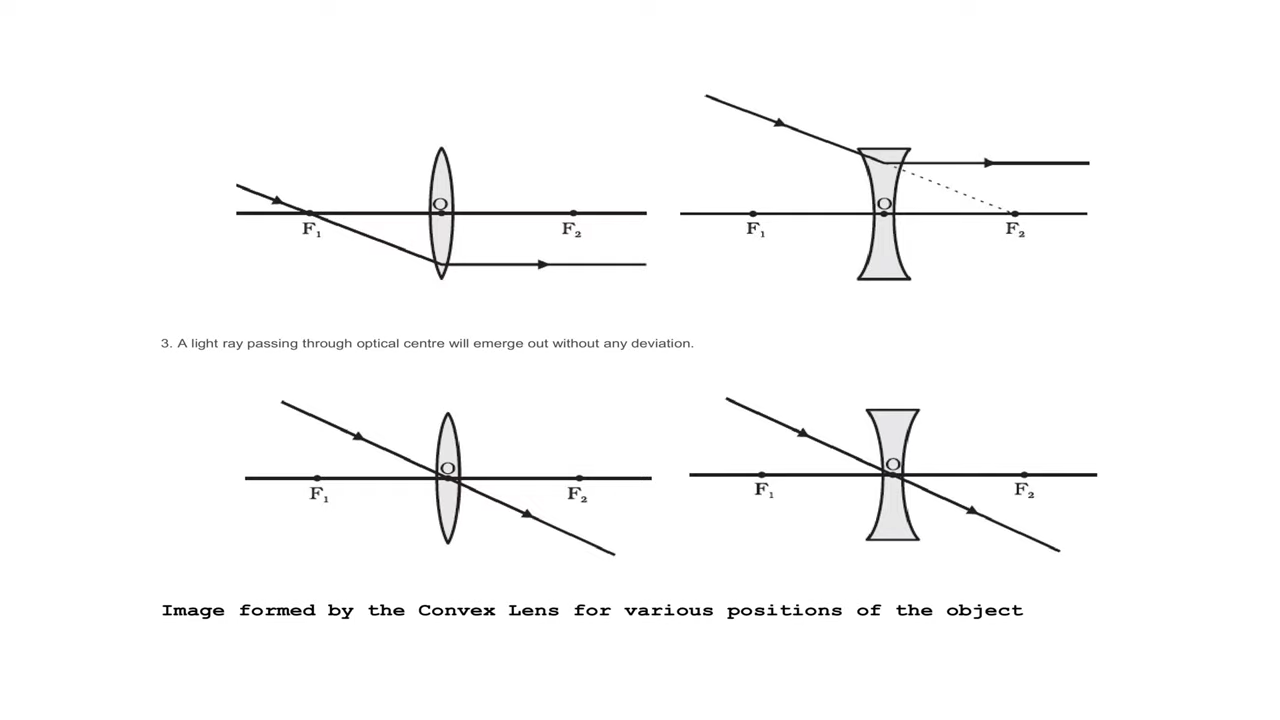 O
F₁ F₂
O
F₁ F₂
3. A light ray passing through optical centre will emerge out without any deviation.
O
F₁ F₂
O
F₁ F₂
Image formed by the Convex Lens for various positions of the object